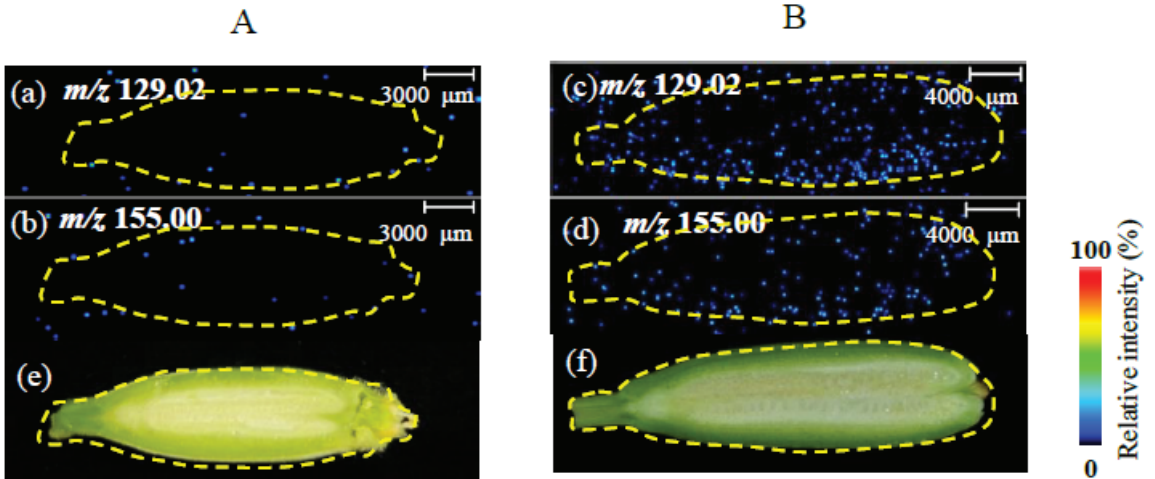 A
B
(a) m/z 129.02
3000 μm
(c) m/z 129.02
4000 μm
(b) m/z 155.00
3000 μm
(d) m/z 155.00
4000 μm
(e)
(f)
100
Relative intensity (%)
0